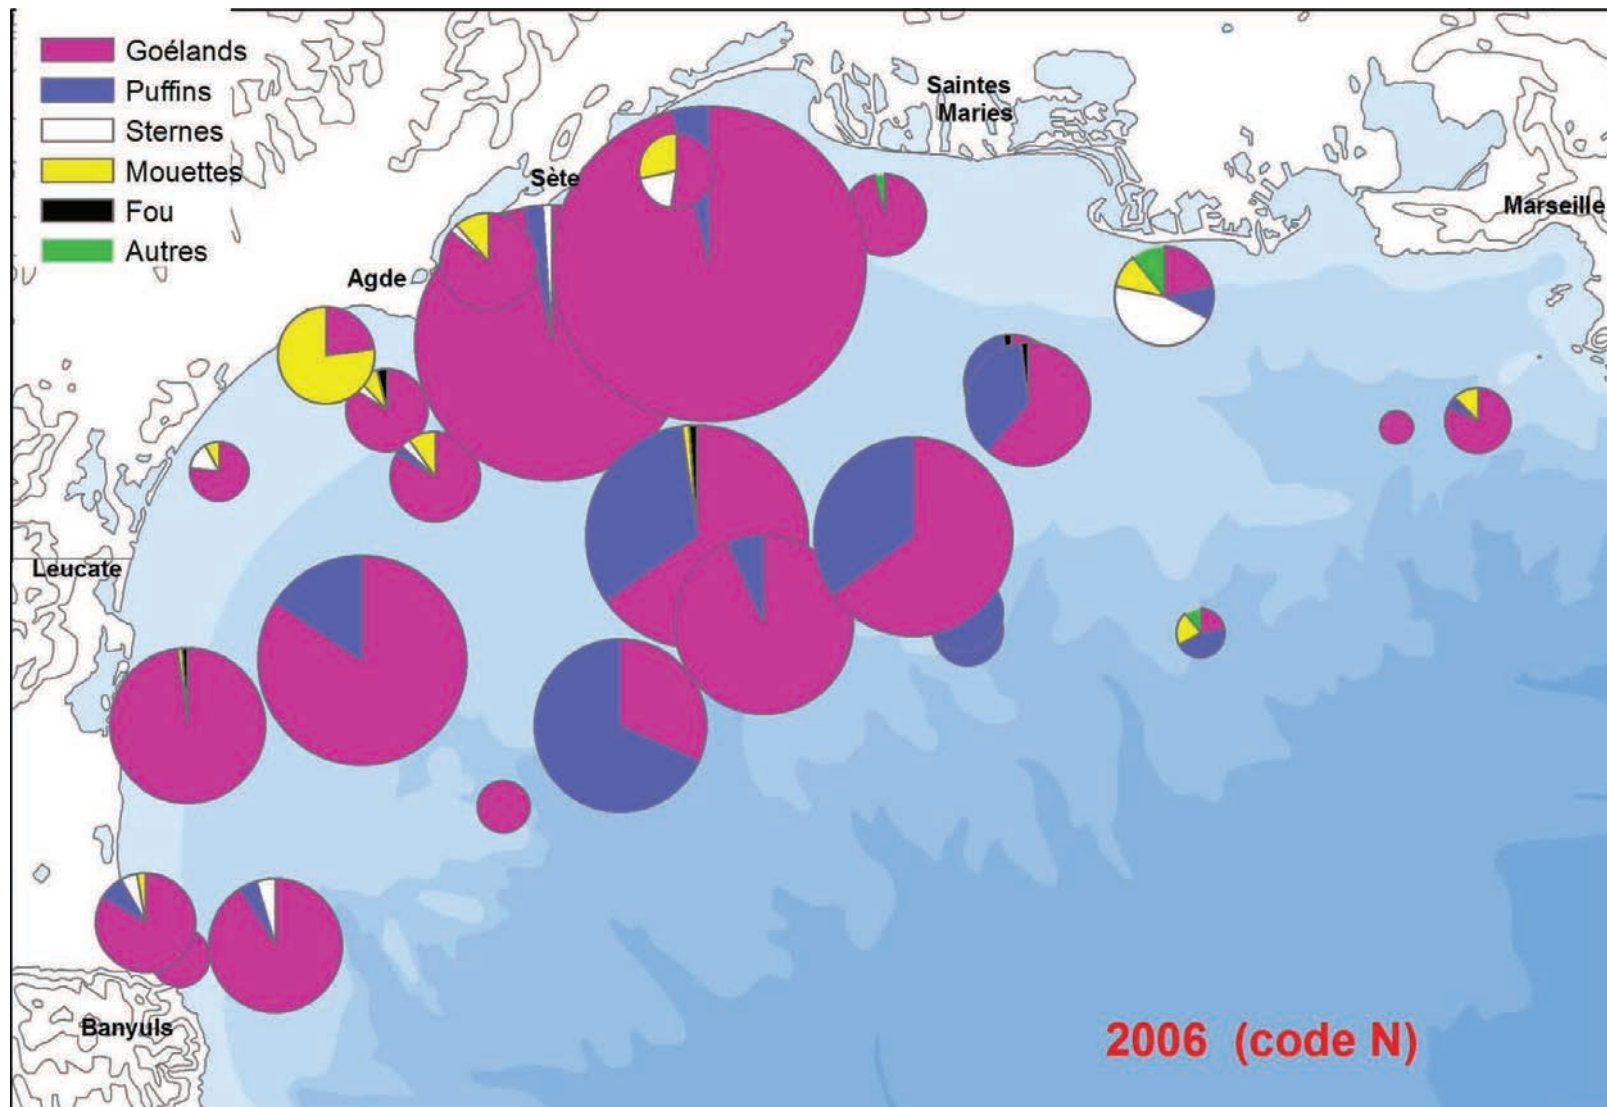 Goélands
Puffins
Sternes
Mouettes
Fou
Autres
Saintes
Maries
Sète
Marseille
Agde
Leucate
Banyuls
2006 (code N)